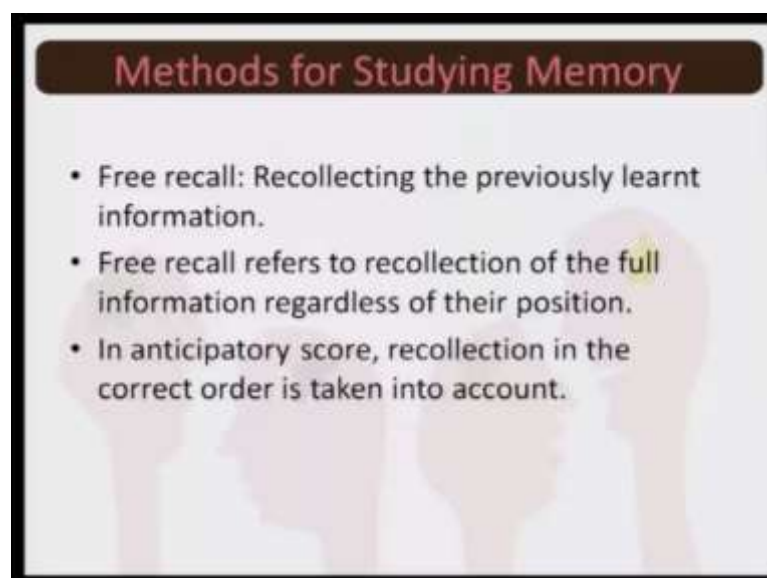 Methods for Studying Memory
• Free recall: Recollecting the previously learnt
information.
• Free recall refers to recollection of the full
information regardless of their position.
• In anticipatory score, recollection in the
correct order is taken into account.